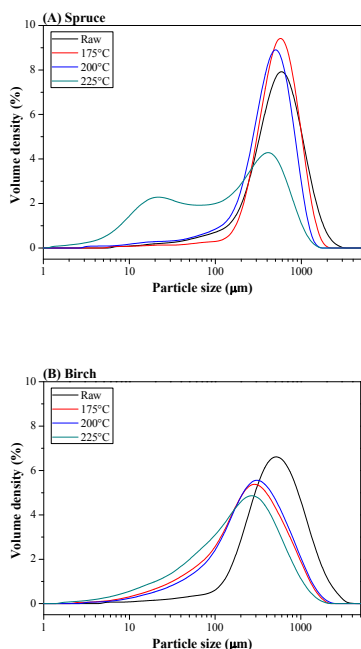 (A) Spruce
Raw
175°C
200°C
225°C
10
8
6
4
2
0
Volume density (%)
1
10
100
1000
Particle size (μm)
(B) Birch
Raw
175°C
200°C
225°C
10
8
6
4
2
0
Volume density (%)
1
10
100
1000
Particle size (μm)